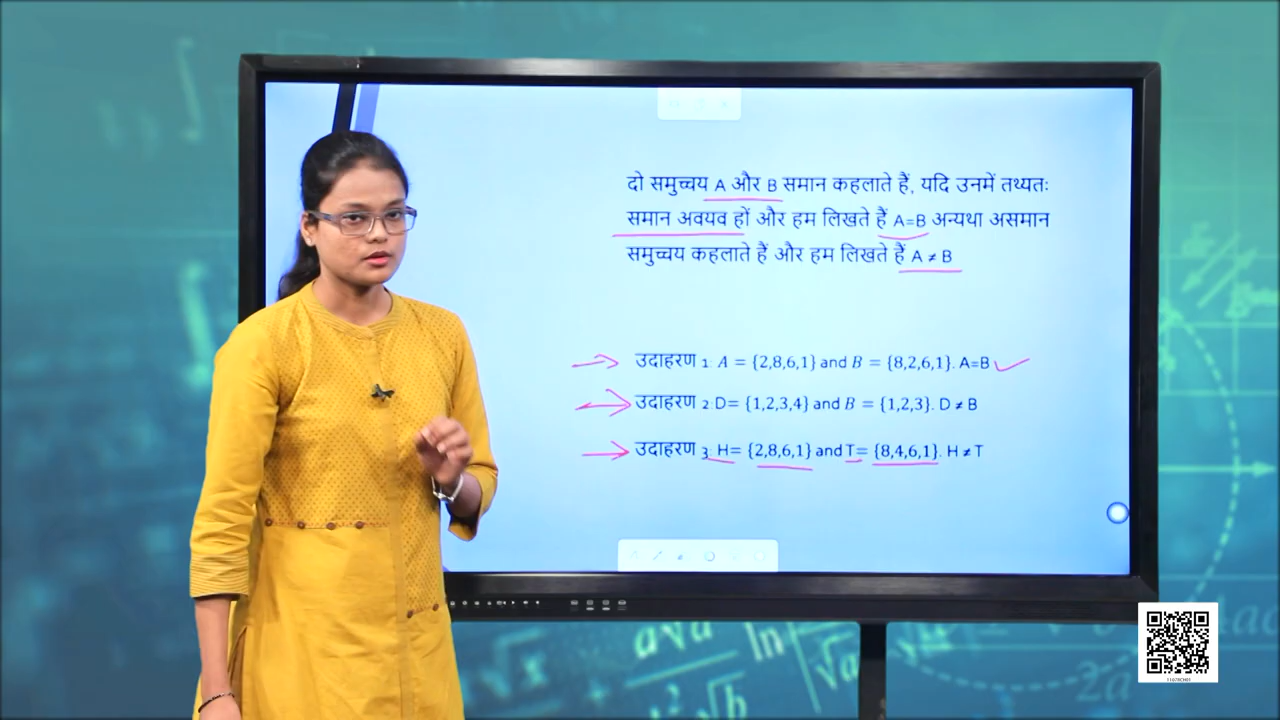 दो समुच्चय A और B समान कहलाते हैं, यदि उनमें तथ्यतः
समान अवयव हों और हम लिखते हैं A=B अन्यथा असमान
समुच्चय कहलाते हैं और हम लिखते हैं A ≠ B
उदाहरण 1: A = {2,8,6,1} and B = {8,2,6,1}. A=B
उदाहरण 2:D= {1,2,3,4} and B = {1,2,3}. D ≠ B
उदाहरण 3: H= {2,8,6,1} and T= {8,4,6,1}. H ≠ T
a√a
ln
√x
√a
2a